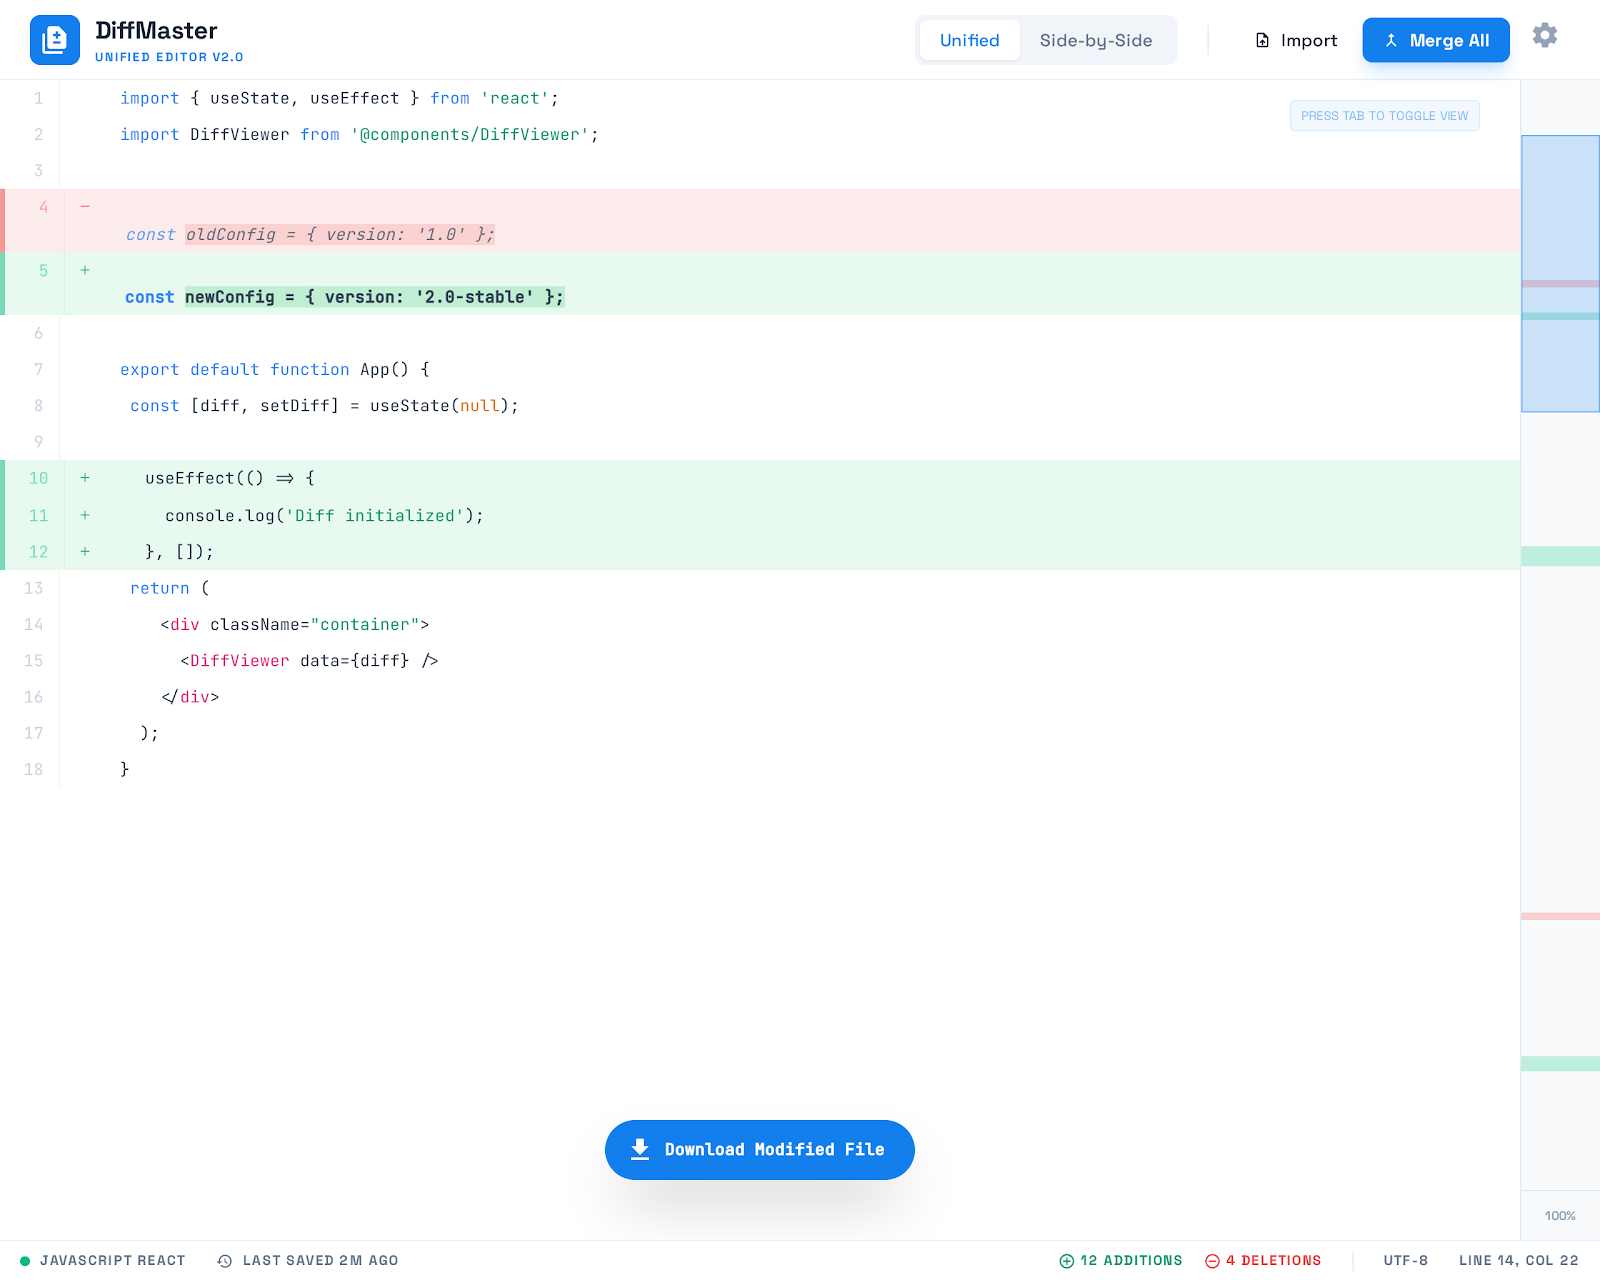 DiffMaster
UNIFIED EDITOR V2.0
Unified
Side-by-Side
Import
Merge All
PRESS TAB TO TOGGLE VIEW
1 import { useState, useEffect } from 'react';
2 import DiffViewer from '@components/DiffViewer';
3
4 −
const oldConfig = { version: '1.0' };
5 +
const newConfig = { version: '2.0-stable' };
6
7 export default function App() {
8 const [diff, setDiff] = useState(null);
9
10 + useEffect(() => {
11 + console.log('Diff initialized');
12 + }, []);
13 return (
14 <div className="container">
15 <DiffViewer data={diff} />
16 </div>
17 );
18 }
Download Modified File
100%
JAVASCRIPT REACT
LAST SAVED 2M AGO
12 ADDITIONS
4 DELETIONS
UTF-8
LINE 14, COL 22